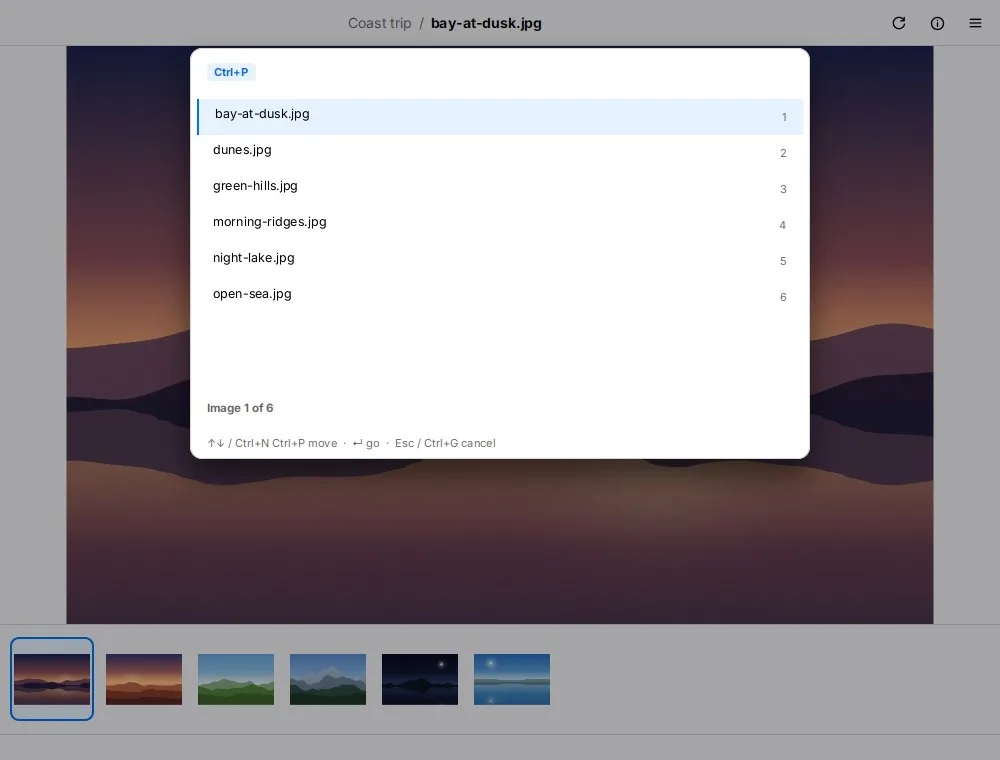 Coast trip / bay-at-dusk.jpg
Ctrl+P
bay-at-dusk.jpg 1
dunes.jpg 2
green-hills.jpg 3
morning-ridges.jpg 4
night-lake.jpg 5
open-sea.jpg 6
Image 1 of 6
↑↓ / Ctrl+N Ctrl+P move · ↵ go · Esc / Ctrl+G cancel